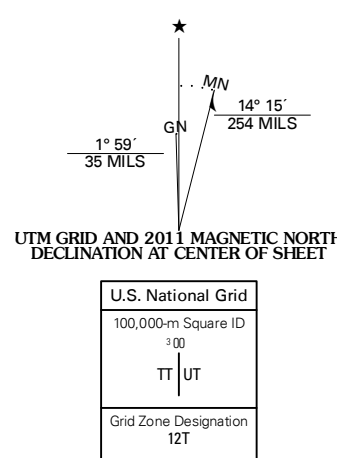 ★
MN
GN
14° 15´
254 MILS
1° 59´
35 MILS
UTM GRID AND 2011 MAGNETIC NORTH
DECLINATION AT CENTER OF SHEET
U.S. National Grid
100,000-m Square ID
3 00
TT UT
Grid Zone Designation
12T